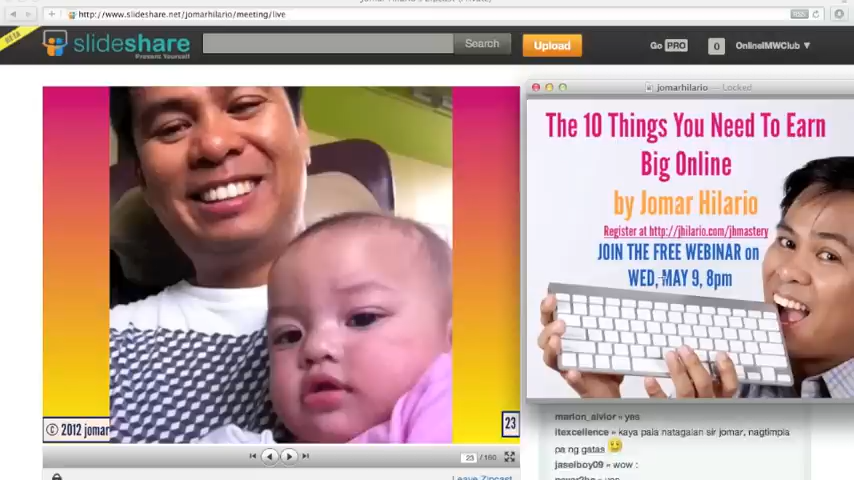 http://www.slideshare.net/jomarhilario/meeting/live
RSS
slideshare
Present Yourself
Search
Upload
Go PRO
0
OnlineIMWClub ▼
jomarhilario — Locked
The 10 Things You Need To Earn
Big Online
by Jomar Hilario
Register at http://jhilario.com/jhmastery
JOIN THE FREE WEBINAR on
WED, MAY 9, 8pm
© 2012 jomar
23
23 / 160
Leave Zipcast
marlon_alvior » yes
itexcellence » kaya pala natagalan sir jomar, nagtimpla
pa ng gatas
jaselboy09 » wow :